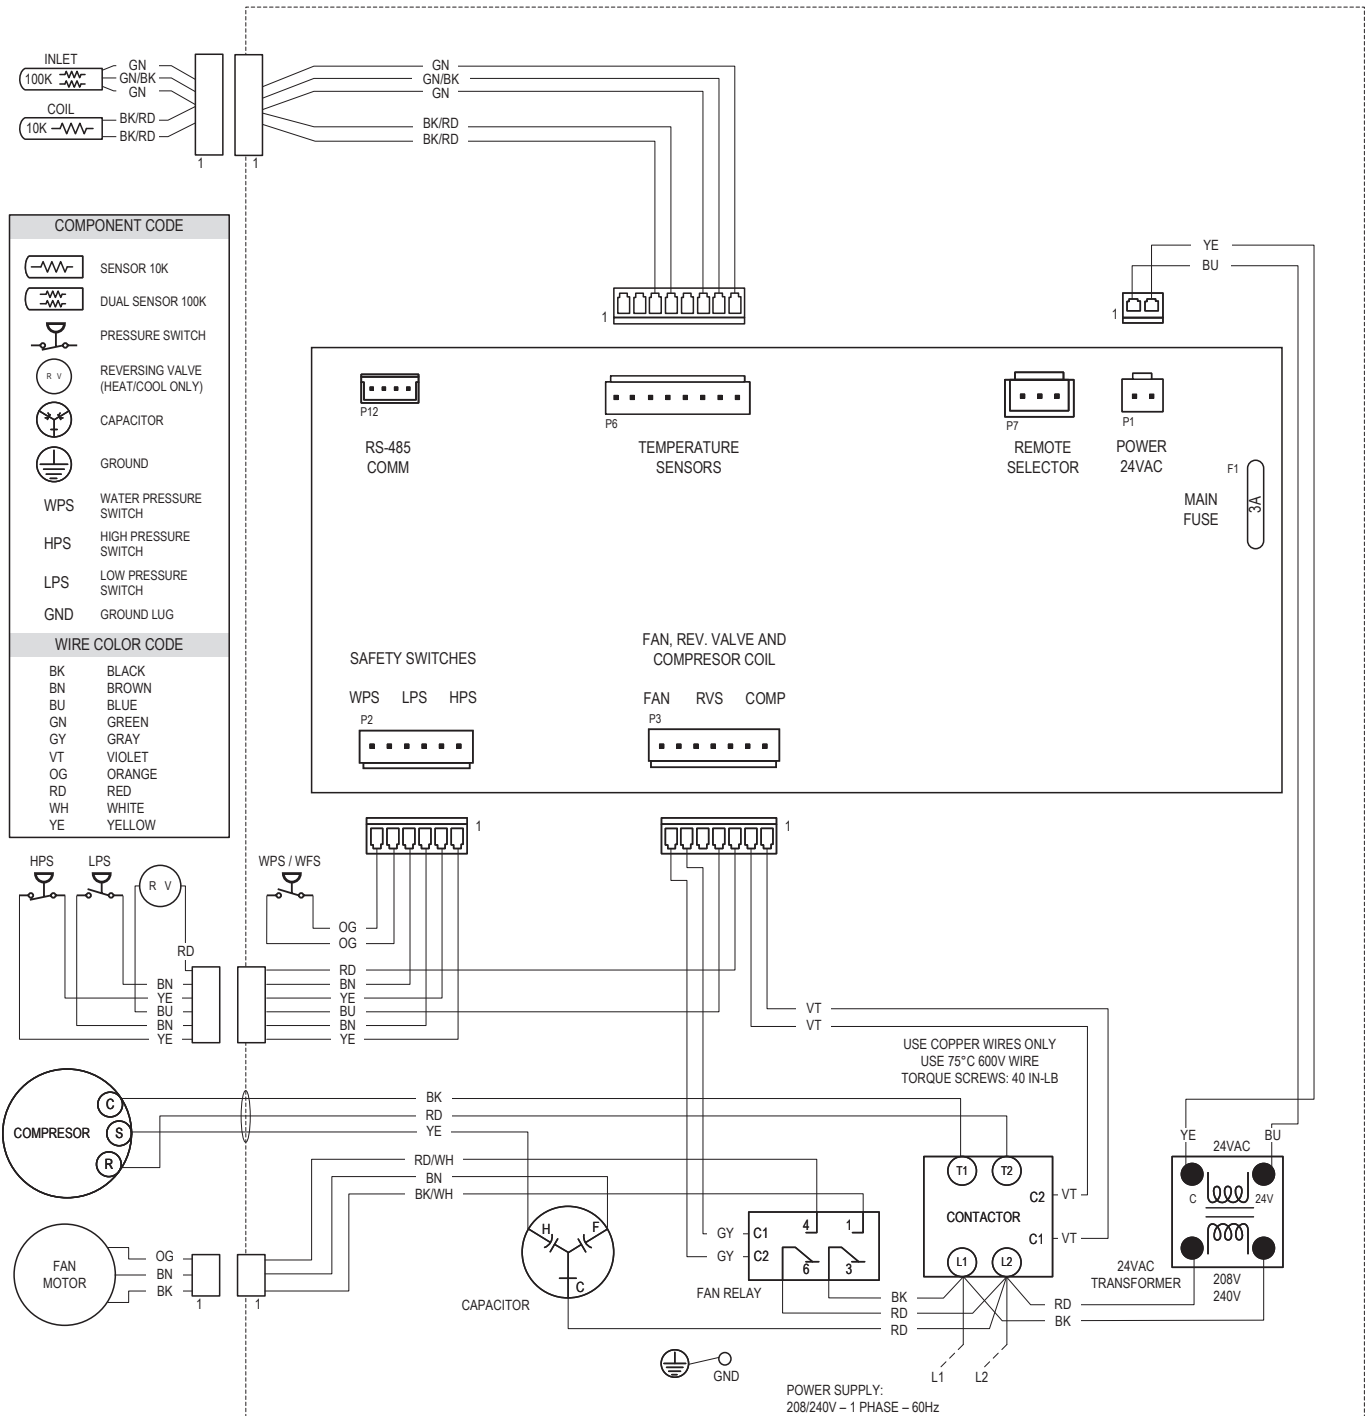 INLET
100K
GN
GN/BK
GN
COIL
10K
BK/RD
BK/RD
1
1
GN
GN/BK
GN
BK/RD
BK/RD
COMPONENT CODE
SENSOR 10K
DUAL SENSOR 100K
PRESSURE SWITCH
R V
REVERSING VALVE
(HEAT/COOL ONLY)
CAPACITOR
GROUND
WPS
WATER PRESSURE
SWITCH
HPS
HIGH PRESSURE
SWITCH
LPS
LOW PRESSURE
SWITCH
GND
GROUND LUG
WIRE COLOR CODE
BK BLACK
BN BROWN
BU BLUE
GN GREEN
GY GRAY
VT VIOLET
OG ORANGE
RD RED
WH WHITE
YE YELLOW
YE
BU
1
1
P12
RS-485
COMM
P6
TEMPERATURE
SENSORS
P7
REMOTE
SELECTOR
P1
POWER
24VAC
F1
MAIN
FUSE
3A
SAFETY SWITCHES
WPS LPS HPS
P2
FAN, REV. VALVE AND
COMPRESOR COIL
FAN RVS COMP
P3
1
1
HPS
LPS
R V
RD
BN
YE
BU
BN
YE
WPS / WFS
OG
OG
RD
BN
YE
BU
BN
YE
VT
VT
USE COPPER WIRES ONLY
USE 75°C 600V WIRE
TORQUE SCREWS: 40 IN-LB
COMPRESOR
C
S
R
BK
RD
YE
RD/WH
BN
BK/WH
FAN
MOTOR
OG
BN
BK
1
1
H
F
C
CAPACITOR
GY
GY
C1
C2
4
1
6
3
FAN RELAY
T1
T2
CONTACTOR
C2
C1
VT
VT
L1
L2
BK
RD
RD
RD
BK
YE
BU
24VAC
C
24V
24VAC
TRANSFORMER
208V
240V
GND
L1
L2
POWER SUPPLY:
208/240V – 1 PHASE – 60Hz